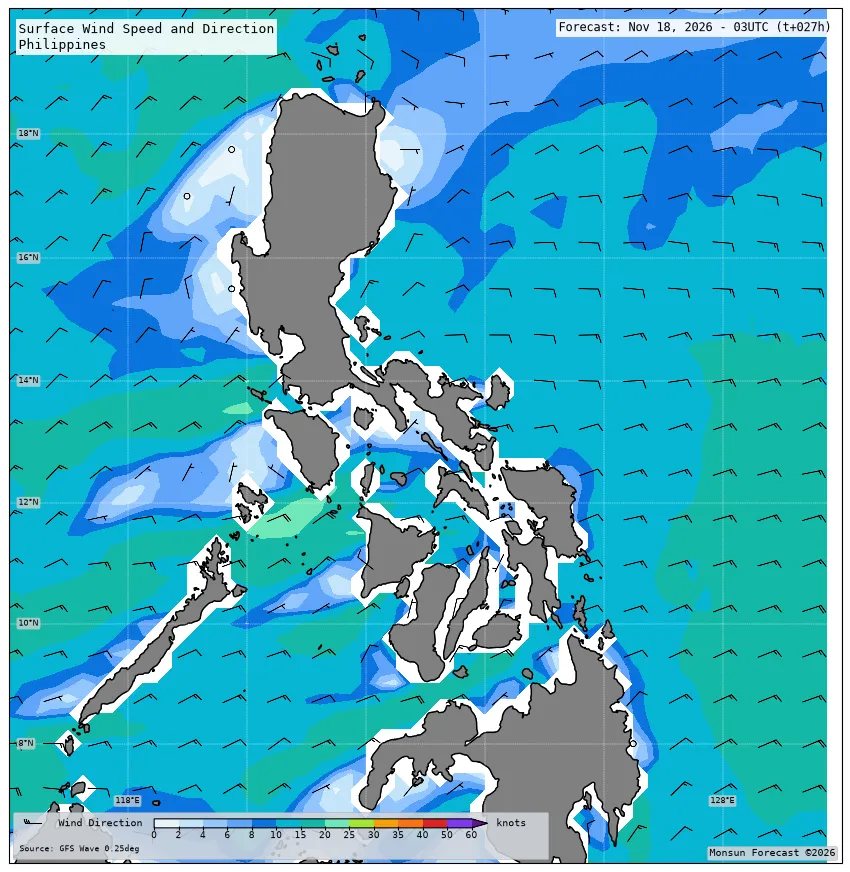 Surface Wind Speed and Direction
Philippines
Forecast: Nov 18, 2026 - 03UTC (t+027h)
18°N
16°N
14°N
12°N
10°N
8°N
118°E
128°E
Wind Direction
0 2 4 6 8 10 15 20 25 30 35 40 50 60
knots
Source: GFS Wave 0.25deg
Monsun Forecast ©2026